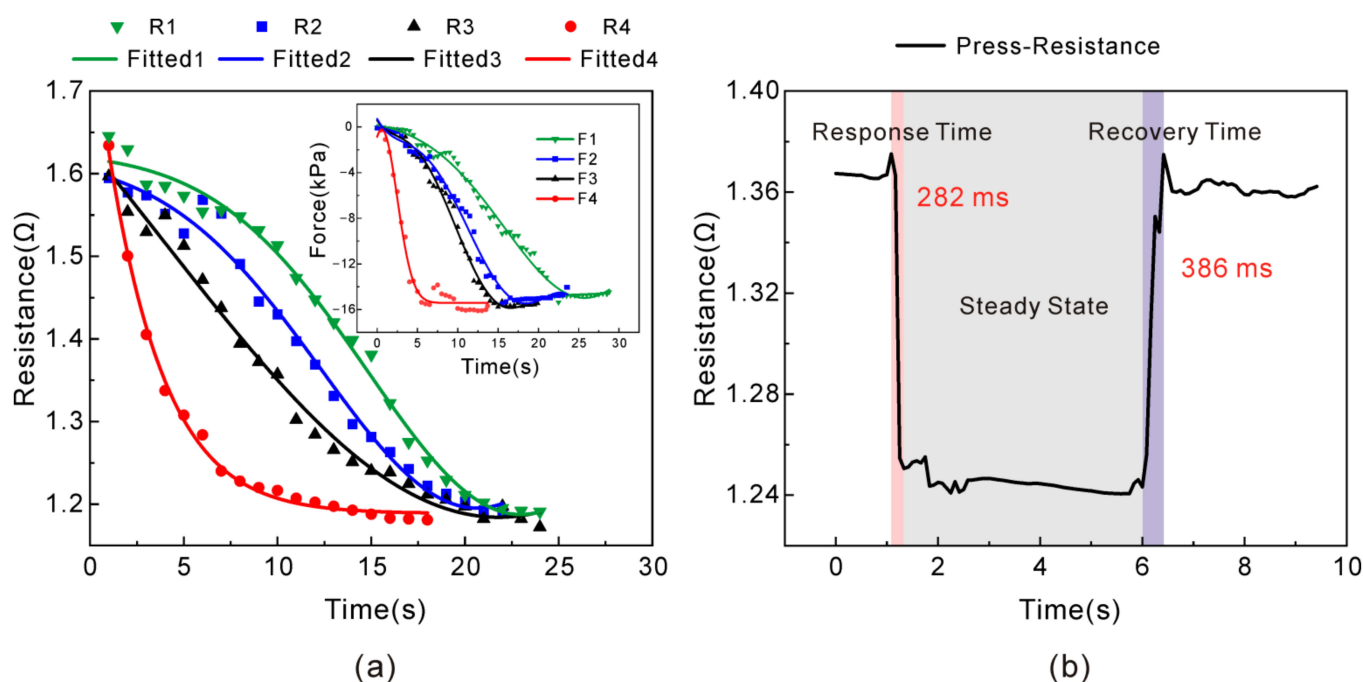 R1 R2 R3 R4
Fitted1 Fitted2 Fitted3 Fitted4
Resistance(Ω)
1.7
1.6
1.5
1.4
1.3
1.2
0 5 10 15 20 25 30
Time(s)
(a)
Force(kPa)
0
-4
-8
-12
-16
0 5 10 15 20 25 30
Time(s)
F1
F2
F3
F4
Press-Resistance
Resistance(Ω)
1.40
1.36
1.32
1.28
1.24
Response Time
282 ms
Recovery Time
386 ms
Steady State
0 2 4 6 8 10
Time(s)
(b)